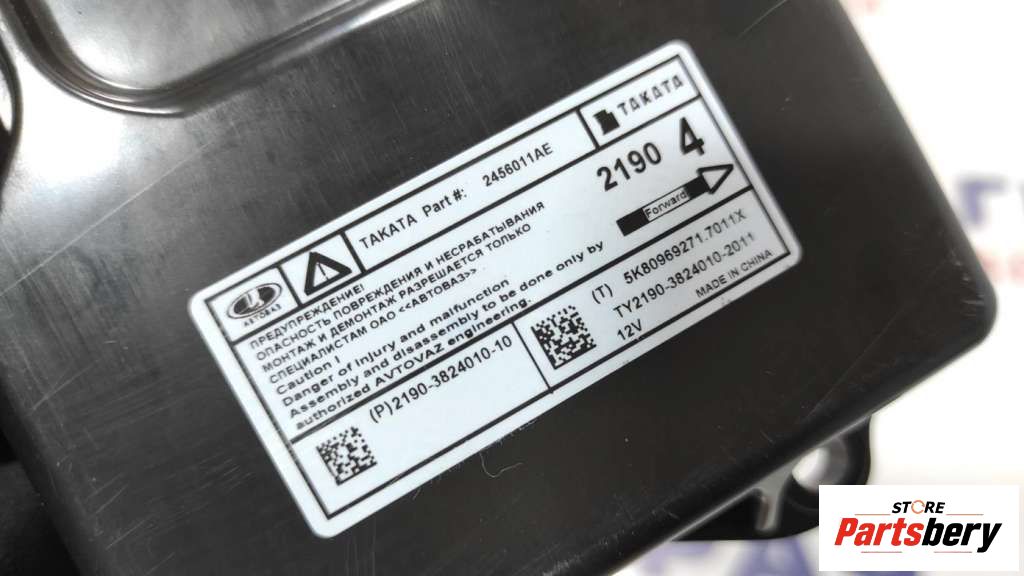 TAKATA Part #: 2456011AE
TAKATA
АВТОВАЗ
ПРЕДУПРЕЖДЕНИЕ!
ОПАСНОСТЬ ПОВРЕЖДЕНИЯ И НЕСРАБАТЫВАНИЯ
МОНТАЖ И ДЕМОНТАЖ РАЗРЕШАЕТСЯ ТОЛЬКО
СПЕЦИАЛИСТАМ ОАО <<АВТОВАЗ>>
Caution !
Danger of injury and malfunction
Assembly and disassembly to be done only by
authorized AVTOVAZ engineering.
2190 4
Forward
(P)2190-3824010-10
(T) 5K80969271.7011X
TY2190-3824010-2011
12V MADE IN CHINA
STORE
Partsbery